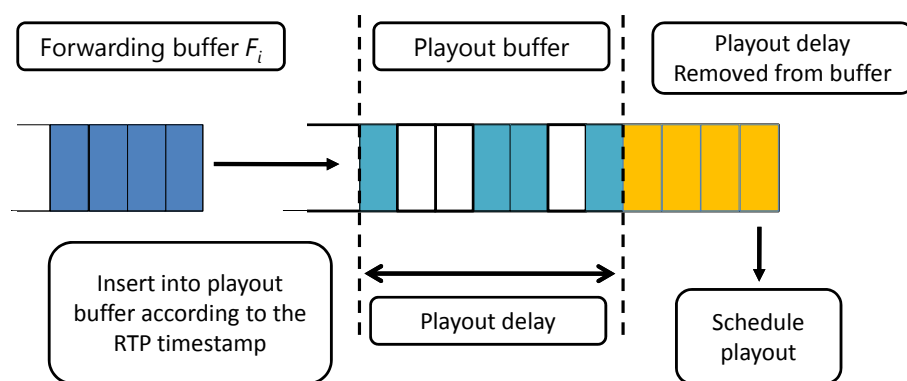 Forwarding buffer Fi
Playout buffer
Playout delay
Removed from buffer
Insert into playout
buffer according to the
RTP timestamp
Playout delay
Schedule
playout